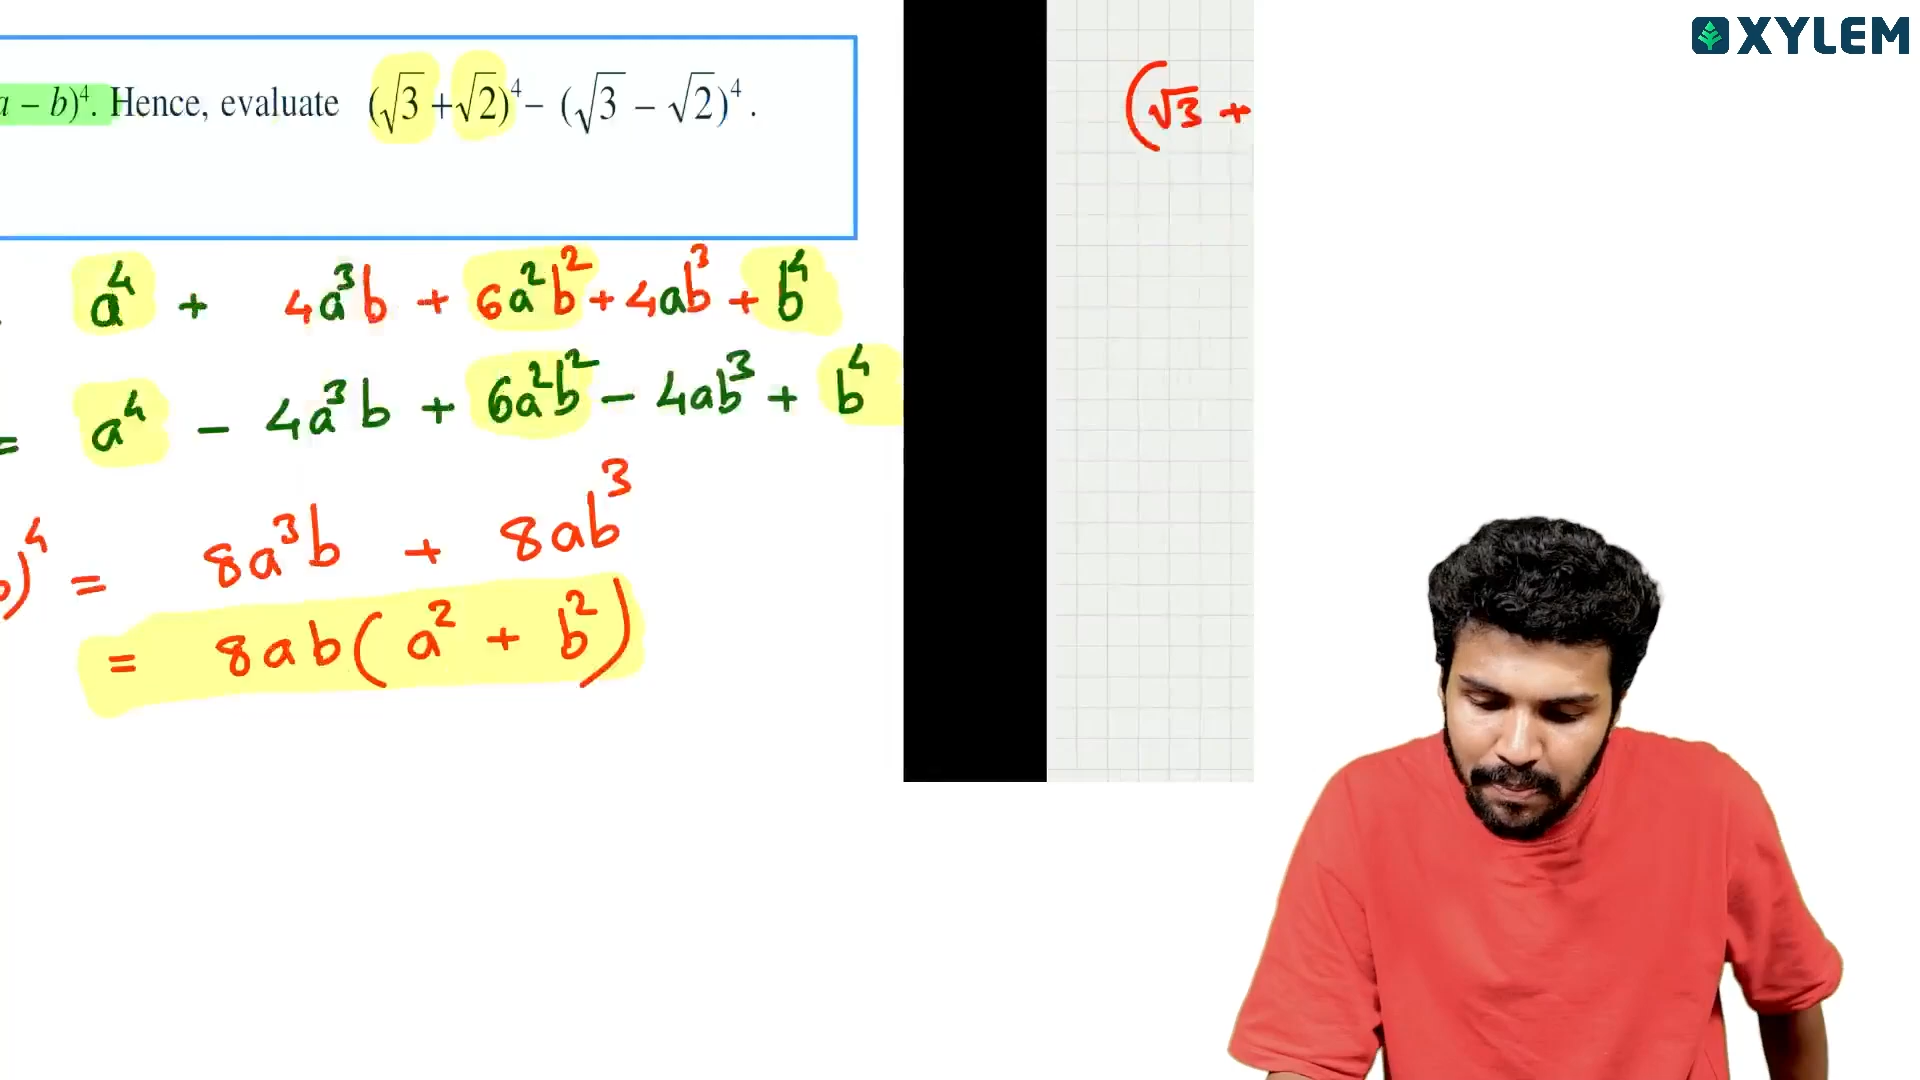 XYLEM
a – b)⁴. Hence, evaluate (√3 +√2)⁴– (√3 – √2)⁴ .
(√3 +
a⁴ + 4a³b + 6a²b² + 4ab³ + b⁴
= a⁴ – 4a³b + 6a²b² – 4ab³ + b⁴
b)⁴ = 8a³b + 8ab³
= 8ab(a² + b²)